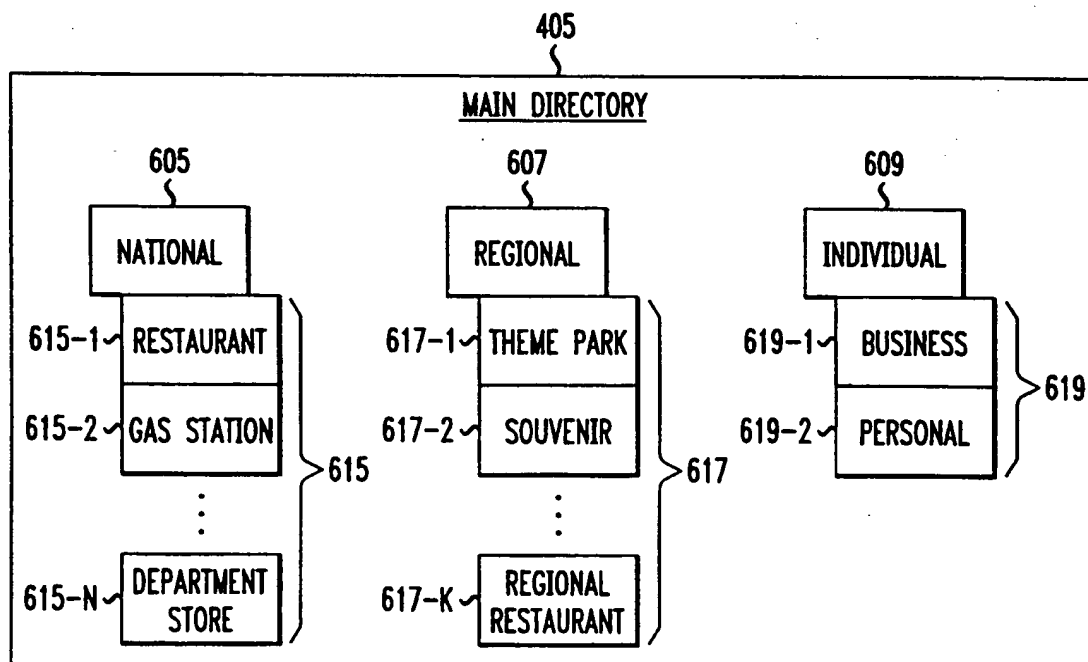 405
MAIN DIRECTORY
605
607
609
NATIONAL
REGIONAL
INDIVIDUAL
615-1
RESTAURANT
617-1
THEME PARK
619-1
BUSINESS
615-2
GAS STATION
617-2
SOUVENIR
619-2
PERSONAL
619
615
617
615-N
DEPARTMENT
STORE
617-K
REGIONAL
RESTAURANT